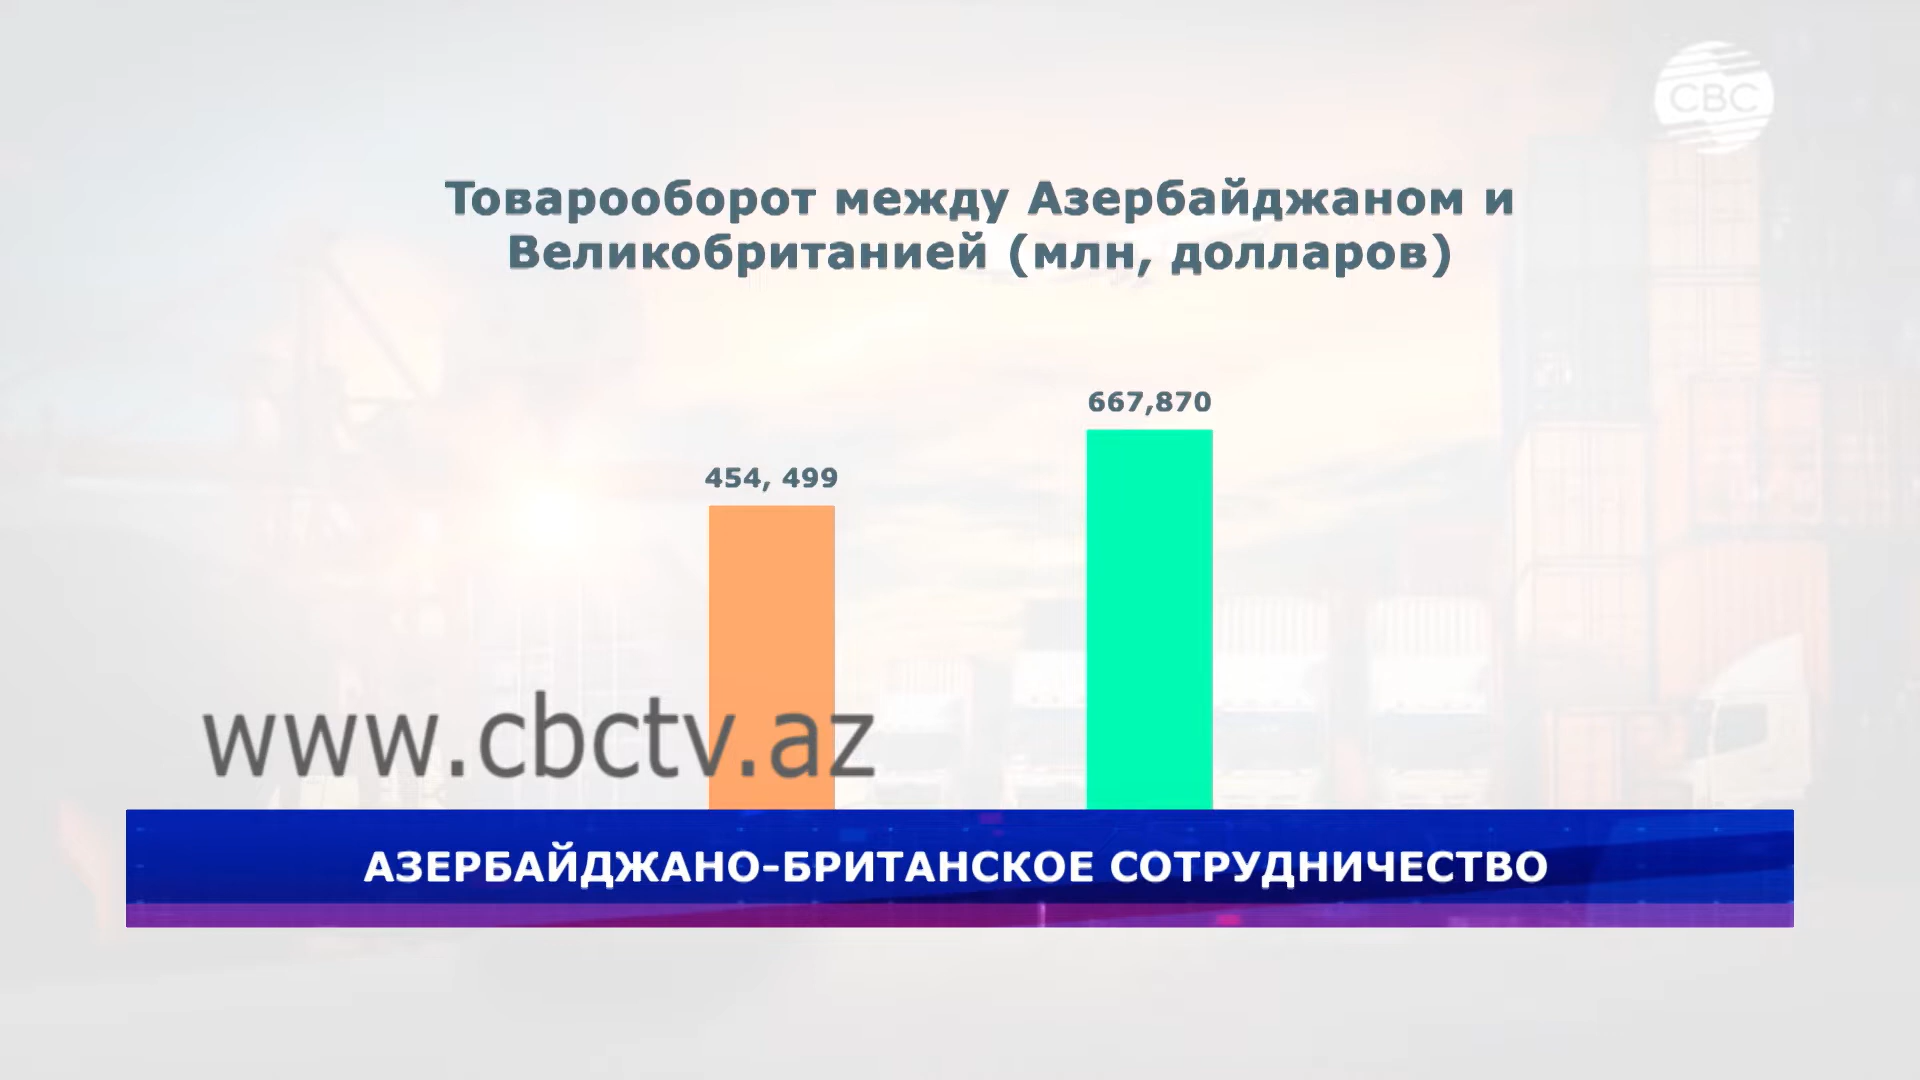 CBC
Товарооборот между Азербайджаном и
Великобританией (млн, долларов)
667,870
454, 499
www.cbctv.az
АЗЕРБАЙДЖАНО-БРИТАНСКОЕ СОТРУДНИЧЕСТВО